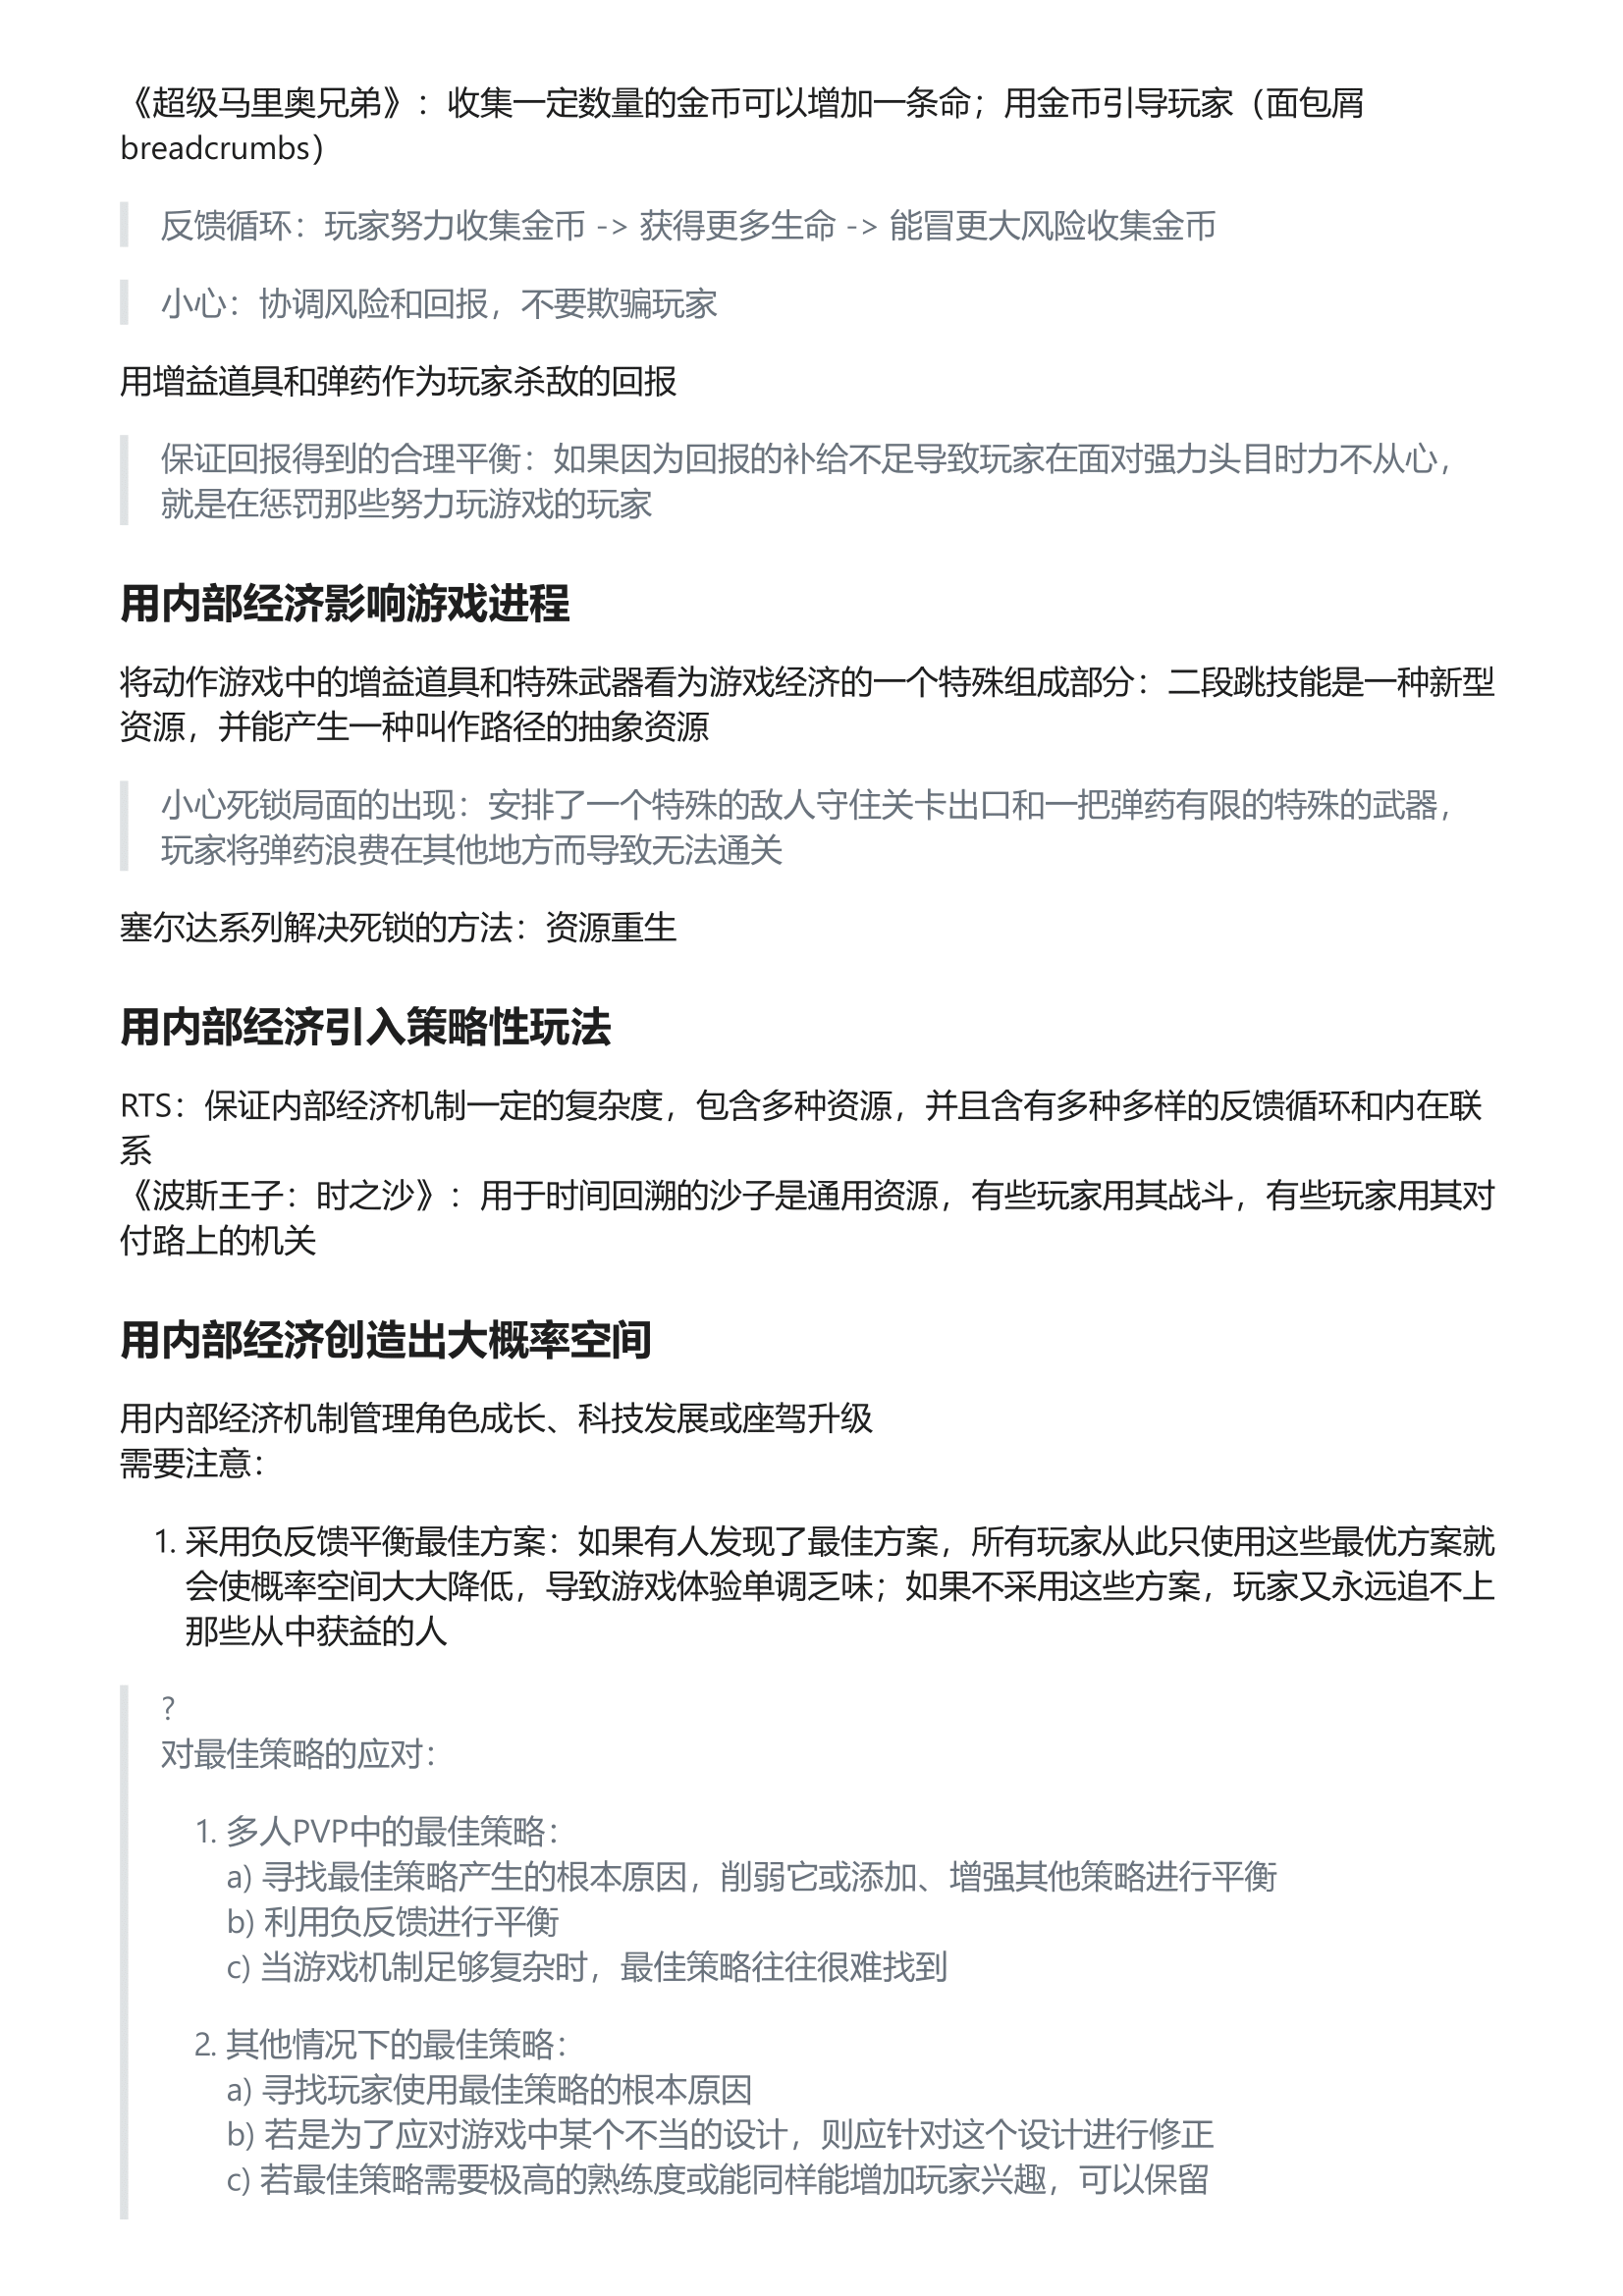 《超级马里奥兄弟》：收集一定数量的金币可以增加一条命；用金币引导玩家（面包屑
breadcrumbs）
反馈循环：玩家努力收集金币 -> 获得更多生命 -> 能冒更大风险收集金币
小心：协调风险和回报，不要欺骗玩家
用增益道具和弹药作为玩家杀敌的回报
保证回报得到的合理平衡：如果因为回报的补给不足导致玩家在面对强力头目时力不从心，
就是在惩罚那些努力玩游戏的玩家
用内部经济影响游戏进程
将动作游戏中的增益道具和特殊武器看为游戏经济的一个特殊组成部分：二段跳技能是一种新型
资源，并能产生一种叫作路径的抽象资源
小心死锁局面的出现：安排了一个特殊的敌人守住关卡出口和一把弹药有限的特殊的武器，
玩家将弹药浪费在其他地方而导致无法通关
塞尔达系列解决死锁的方法：资源重生
用内部经济引入策略性玩法
RTS：保证内部经济机制一定的复杂度，包含多种资源，并且含有多种多样的反馈循环和内在联
系
《波斯王子：时之沙》：用于时间回溯的沙子是通用资源，有些玩家用其战斗，有些玩家用其对
付路上的机关
用内部经济创造出大概率空间
用内部经济机制管理角色成长、科技发展或座驾升级
需要注意：
1. 采用负反馈平衡最佳方案：如果有人发现了最佳方案，所有玩家从此只使用这些最优方案就
会使概率空间大大降低，导致游戏体验单调乏味；如果不采用这些方案，玩家又永远追不上
那些从中获益的人
?
对最佳策略的应对：
1. 多人PVP中的最佳策略：
a) 寻找最佳策略产生的根本原因，削弱它或添加、增强其他策略进行平衡
b) 利用负反馈进行平衡
c) 当游戏机制足够复杂时，最佳策略往往很难找到
2. 其他情况下的最佳策略：
a) 寻找玩家使用最佳策略的根本原因
b) 若是为了应对游戏中某个不当的设计，则应针对这个设计进行修正
c) 若最佳策略需要极高的熟练度或能同样能增加玩家兴趣，可以保留